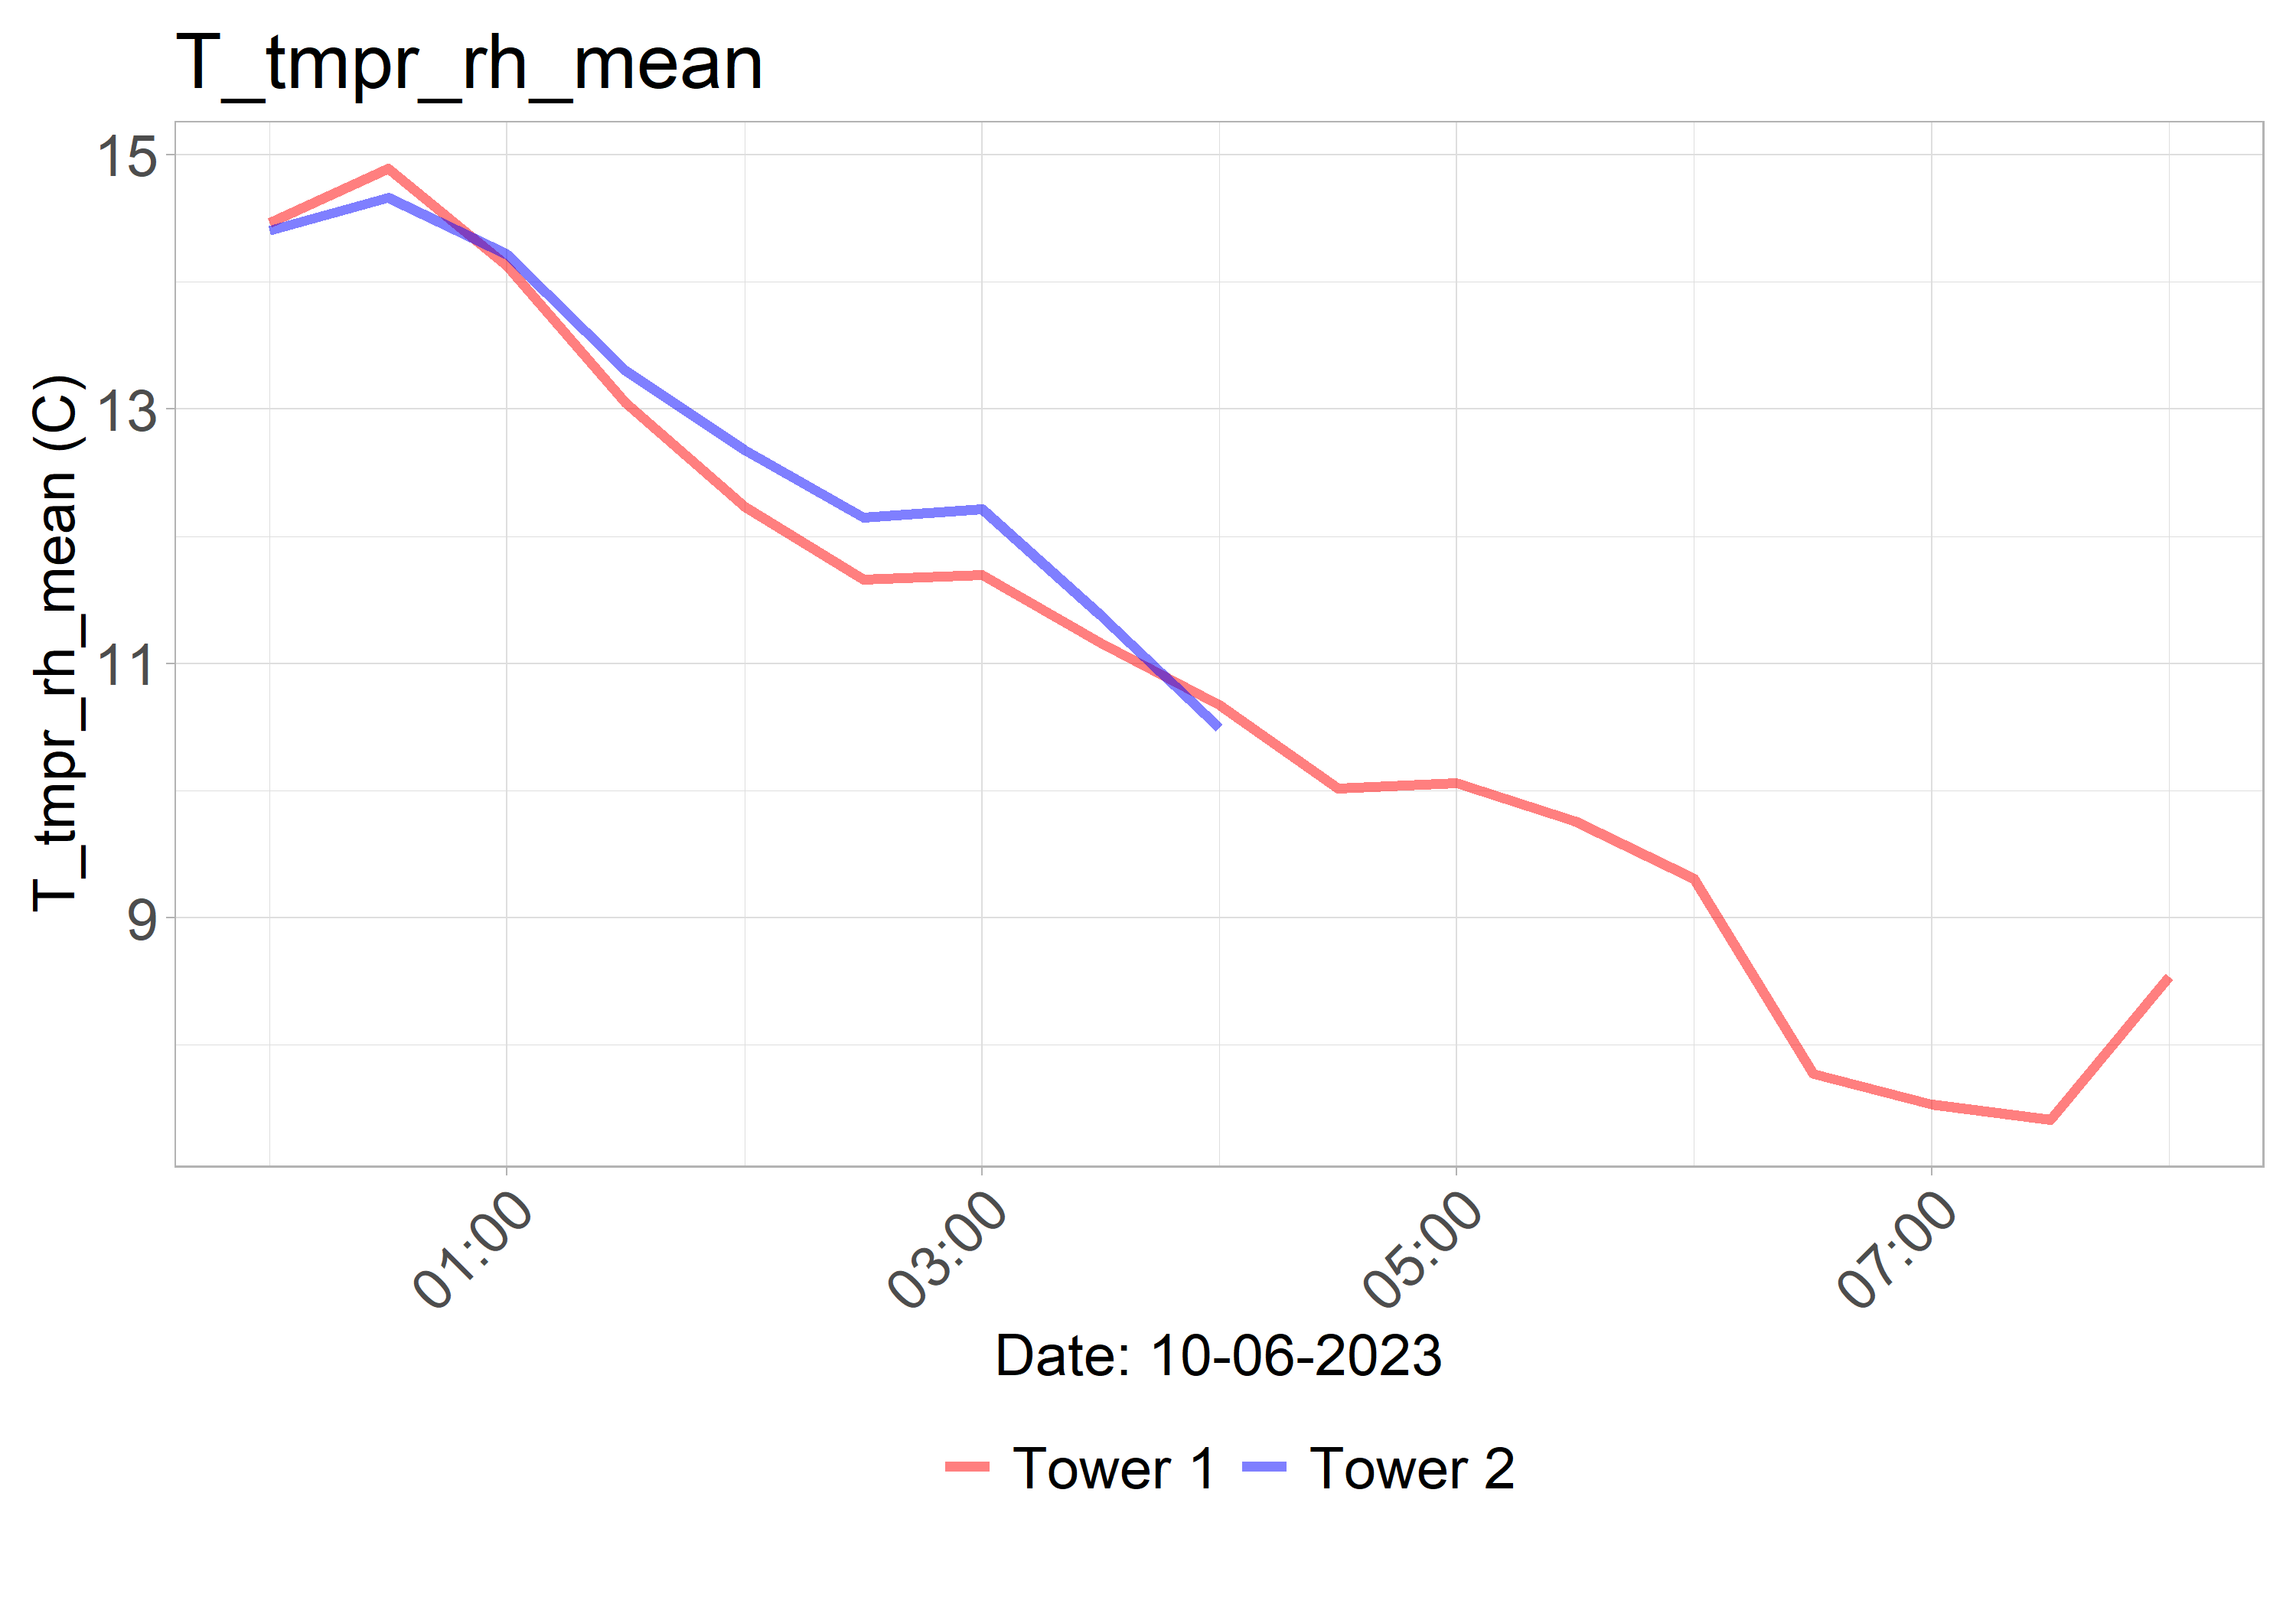 T_tmpr_rh_mean
T_tmpr_rh_mean (C)
15
13
11
9
01:00
03:00
05:00
07:00
Date: 10-06-2023
Tower 1
Tower 2